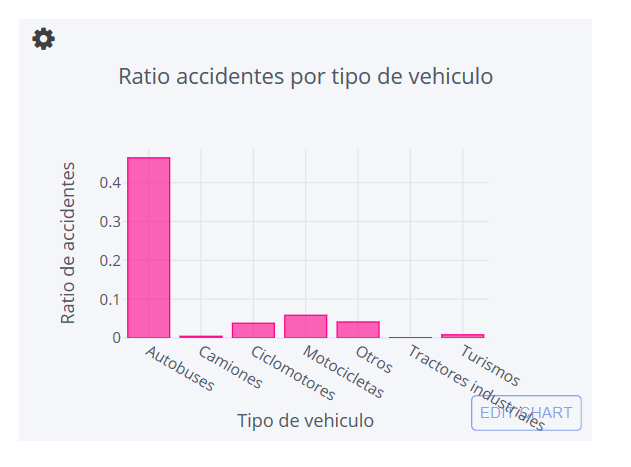 Ratio accidentes por tipo de vehiculo
Ratio de accidentes
0.4
0.3
0.2
0.1
0
Autobuses
Camiones
Ciclomotores
Motocicletas
Otros
Tractores industriales
Turismos
Tipo de vehiculo
EDIT CHART